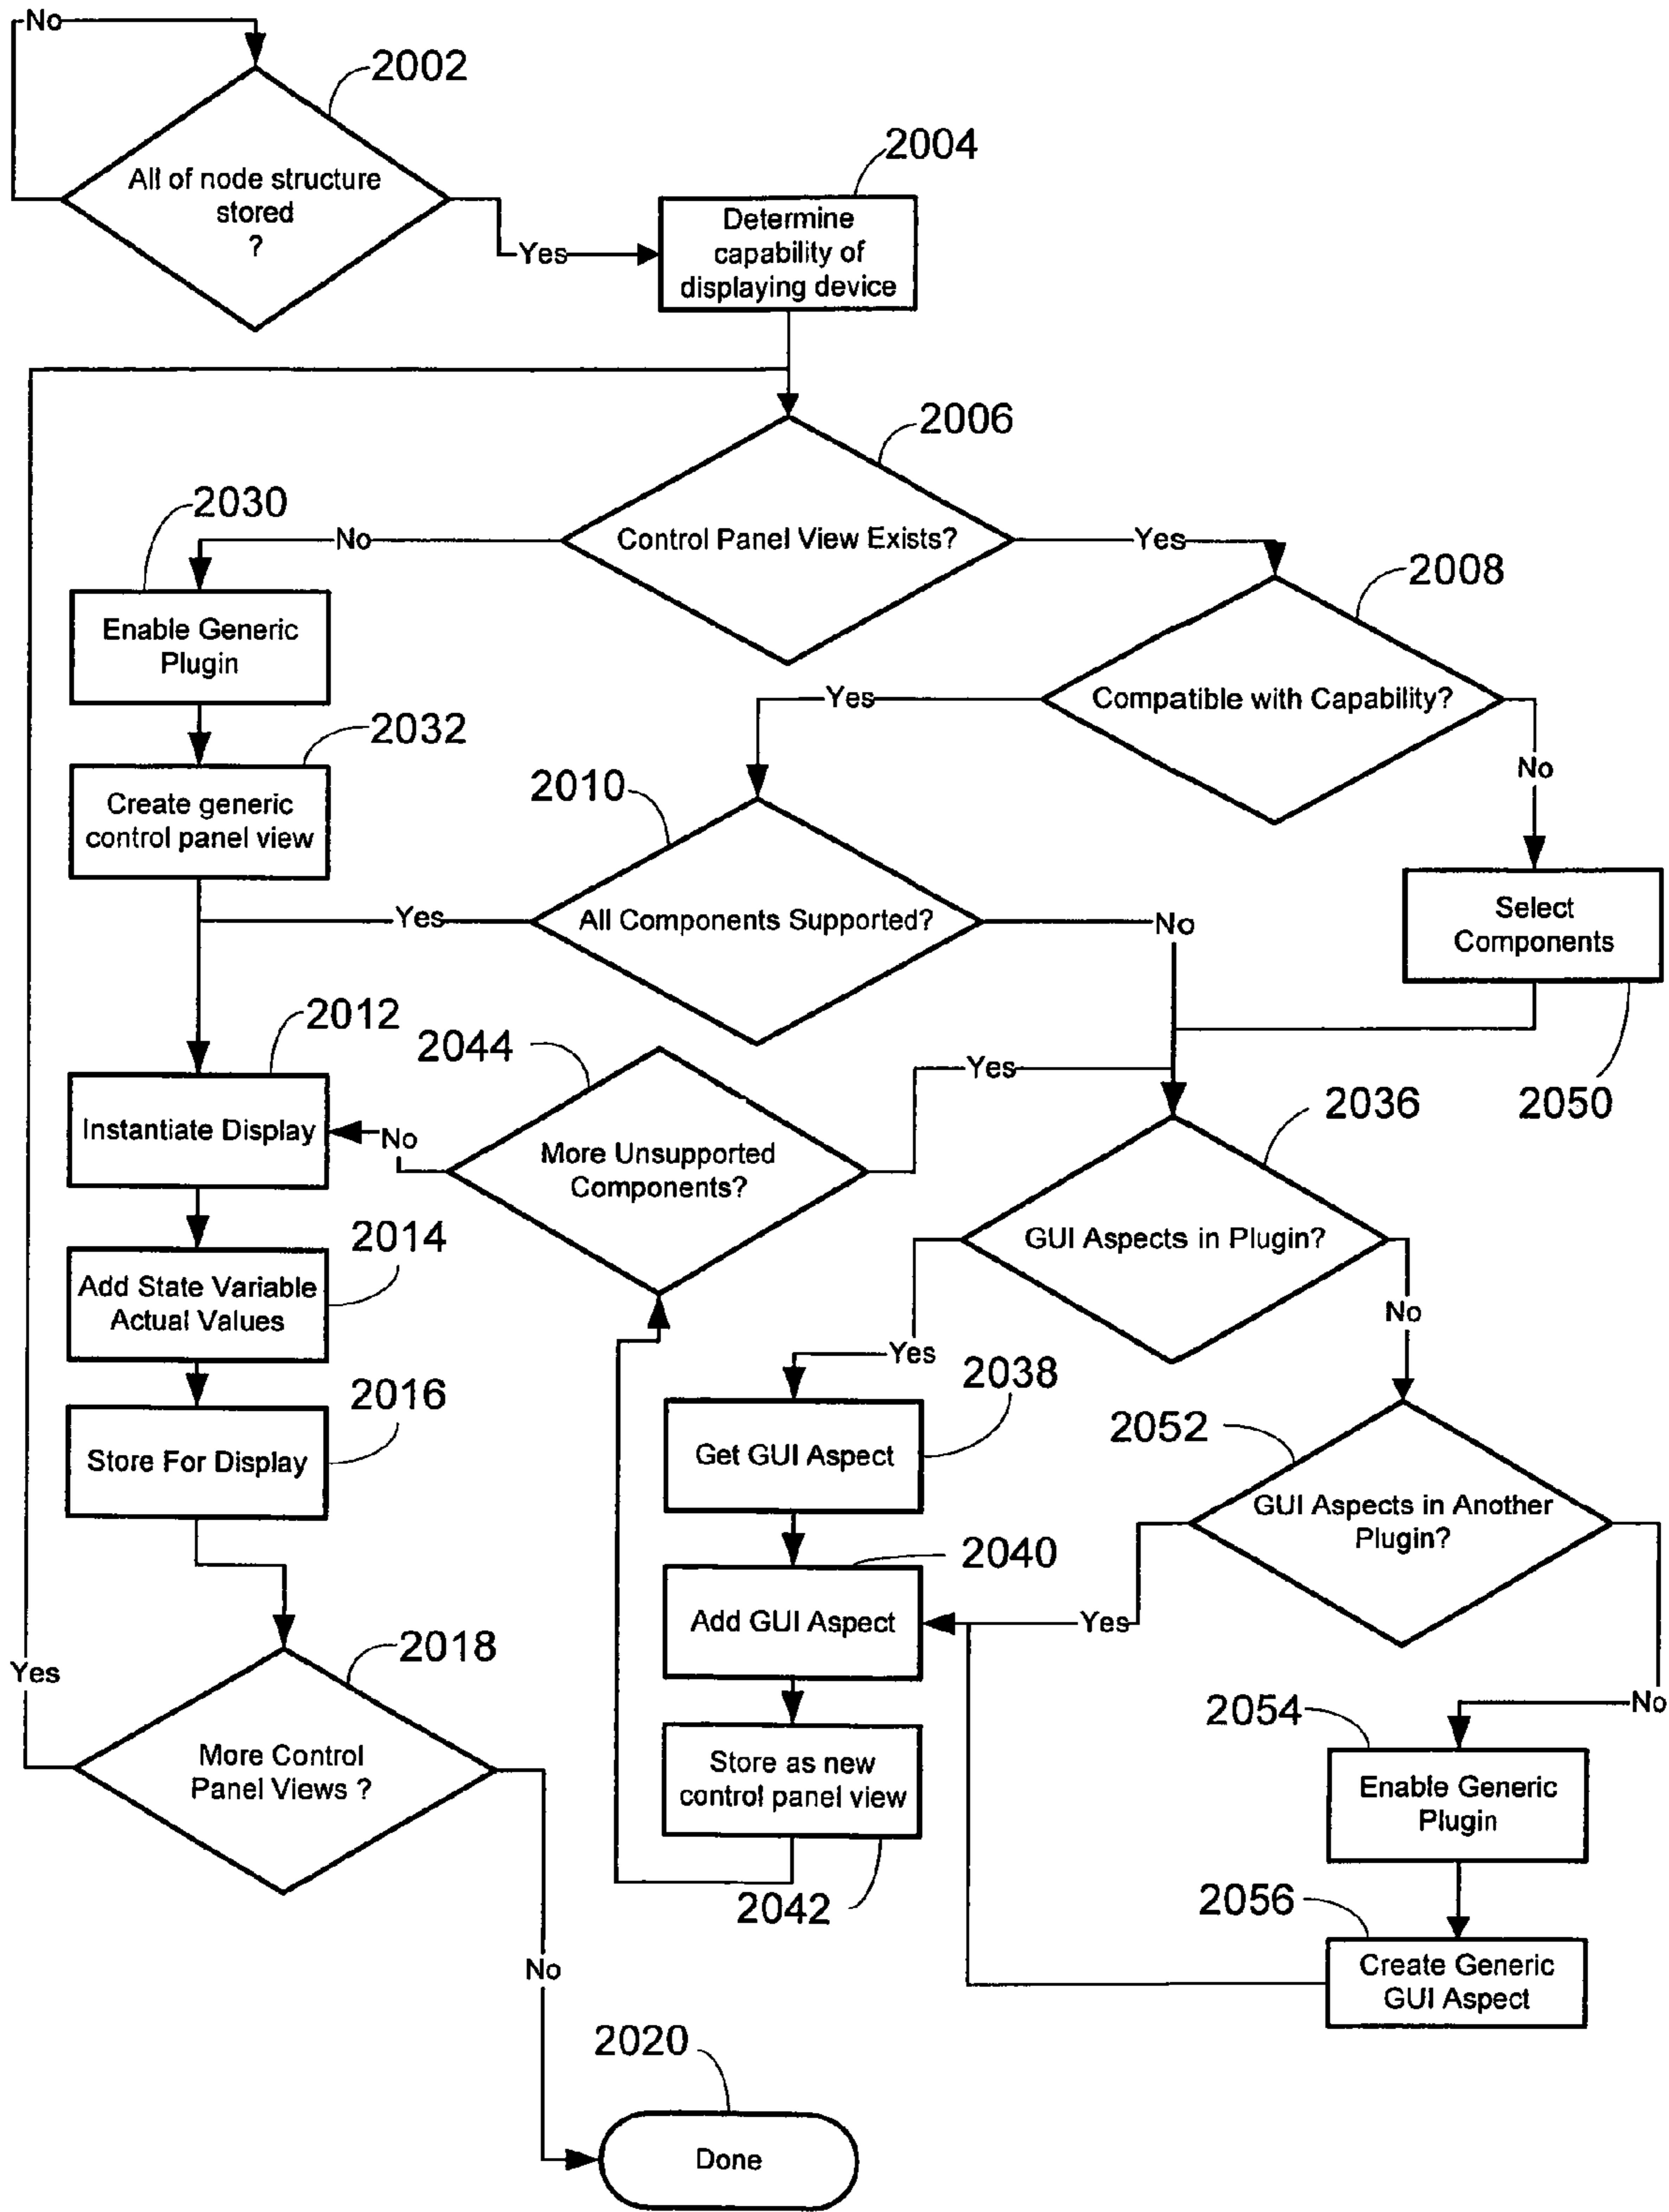 No
2002
All of node structure
stored
?
Yes
2004
Determine
capability of
displaying device
2006
Control Panel View Exists?
No
Yes
2030
Enable Generic
Plugin
2008
Compatible with Capability?
Yes
No
2032
Create generic
control panel view
2010
All Components Supported?
Yes
No
Select
Components
2050
2012
Instantiate Display
2044
More Unsupported
Components?
Yes
No
2036
GUI Aspects in Plugin?
Yes
No
2014
Add State Variable
Actual Values
2016
Store For Display
2038
Get GUI Aspect
2052
GUI Aspects in Another
Plugin?
Yes
No
2040
Add GUI Aspect
2018
More Control
Panel Views ?
Yes
No
Store as new
control panel view
2042
2054
Enable Generic
Plugin
2056
Create Generic
GUI Aspect
2020
Done